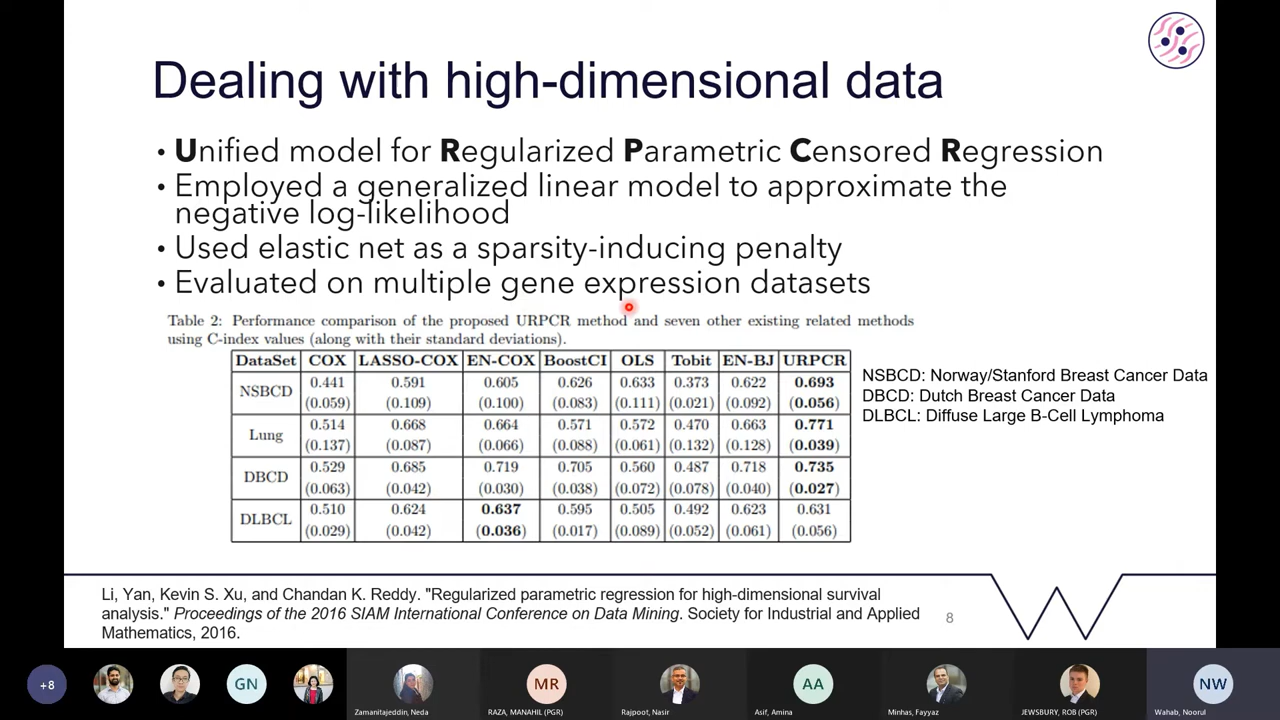 Dealing with high-dimensional data
• Unified model for Regularized Parametric Censored Regression
• Employed a generalized linear model to approximate the
negative log-likelihood
• Used elastic net as a sparsity-inducing penalty
• Evaluated on multiple gene expression datasets
Table 2: Performance comparison of the proposed URPCR method and seven other existing related methods
using C-index values (along with their standard deviations).
DataSet COX LASSO-COX EN-COX BoostCI OLS Tobit EN-BJ URPCR
NSBCD 0.441 0.591 0.605 0.626 0.633 0.373 0.622 0.693
(0.059) (0.109) (0.100) (0.083) (0.111) (0.021) (0.092) (0.056)
Lung 0.514 0.668 0.664 0.571 0.572 0.470 0.663 0.771
(0.137) (0.087) (0.066) (0.088) (0.061) (0.132) (0.128) (0.039)
DBCD 0.529 0.685 0.719 0.705 0.560 0.487 0.718 0.735
(0.063) (0.042) (0.030) (0.038) (0.072) (0.078) (0.040) (0.027)
DLBCL 0.510 0.624 0.637 0.595 0.505 0.492 0.623 0.631
(0.029) (0.042) (0.036) (0.017) (0.089) (0.052) (0.061) (0.056)
NSBCD: Norway/Stanford Breast Cancer Data
DBCD: Dutch Breast Cancer Data
DLBCL: Diffuse Large B-Cell Lymphoma
Li, Yan, Kevin S. Xu, and Chandan K. Reddy. "Regularized parametric regression for high-dimensional survival
analysis." Proceedings of the 2016 SIAM International Conference on Data Mining. Society for Industrial and Applied
Mathematics, 2016.
8
+8
GN
MR
AA
NW
Zamanitajeddin, Neda
RAZA, MANAHIL (PGR)
Rajpoot, Nasir
Asif, Amina
Minhas, Fayyaz
JEWSBURY, ROB (PGR)
Wahab, Noorul